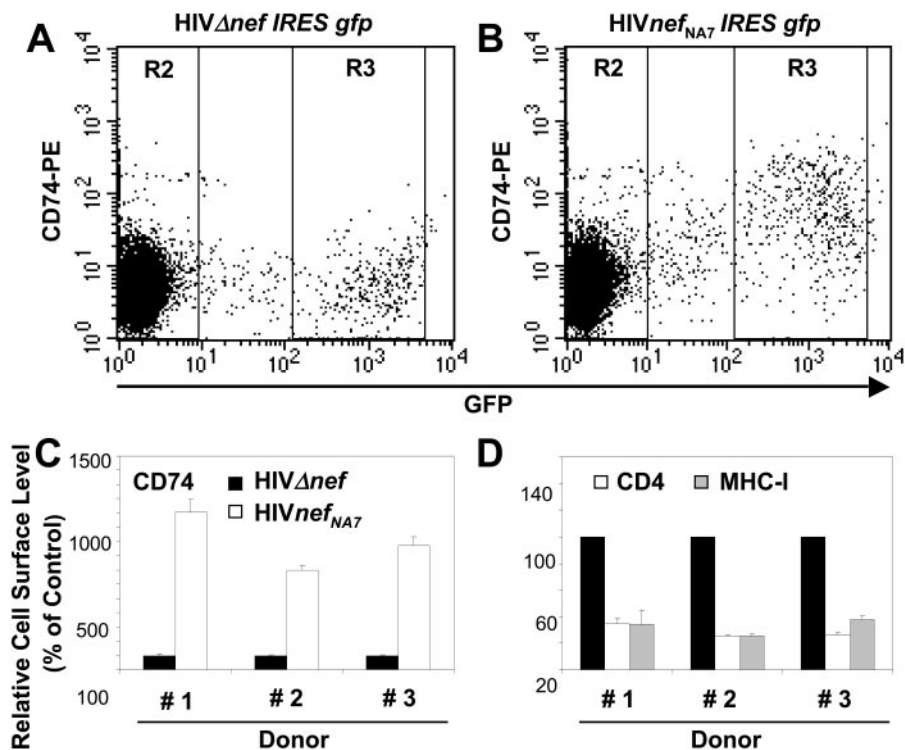 A
HIVΔnef IRES gfp
R2
R3
CD74-PE
10⁴
10³
10²
10¹
10⁰
10⁰ 10¹ 10² 10³ 10⁴
B
HIVnef_NA7 IRES gfp
R2
R3
CD74-PE
10⁴
10³
10²
10¹
10⁰
10⁰ 10¹ 10² 10³ 10⁴
GFP
C
Relative Cell Surface Level
(% of Control)
CD74
HIVΔnef
HIVnef_NA7
1500
1000
500
100
# 1 # 2 # 3
Donor
D
CD4 MHC-I
140
100
60
20
# 1 # 2 # 3
Donor